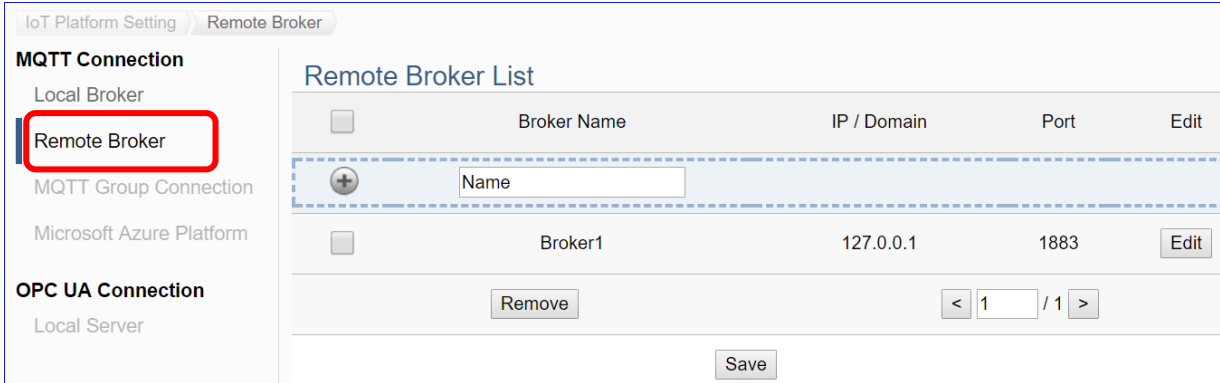 IoT Platform Setting Remote Broker
MQTT Connection
Local Broker
Remote Broker
MQTT Group Connection
Microsoft Azure Platform
OPC UA Connection
Local Server
Remote Broker List
Broker Name IP / Domain Port Edit
Name
Broker1 127.0.0.1 1883 Edit
Remove < 1 / 1 >
Save